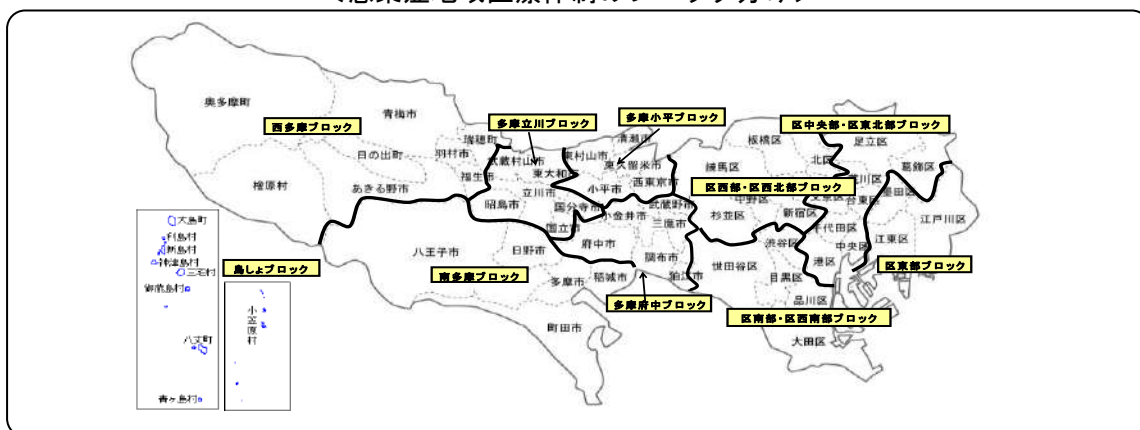 奥多摩町
青梅市
西多摩ブロック
多摩立川ブロック
多摩小平ブロック
区中央部・区東北部ブロック
瑞穂町
清瀬市
板橋区
足立区
日の出町
羽村市
武蔵村山市
東村山市
東久留米市
練馬区
北区
葛飾区
檜原村
あきる野市
福生市
東大和市
小平市
西東京市
区西部・区西北部ブロック
荒川区
墨田区
昭島市
立川市
国分寺市
小金井市
武蔵野市
中野区
杉並区
新宿区
文京区
台東区
江戸川区
国立市
三鷹市
千代田区
八王子市
日野市
府中市
渋谷区
中央区
江東区
大島町
利島村
新島村
神津島村
三宅村
御蔵島村
八丈町
青ヶ島村
島しょブロック
小笠原村
南多摩ブロック
多摩市
稲城市
調布市
狛江市
世田谷区
目黒区
港区
区東部ブロック
多摩府中ブロック
品川区
区南部・区西南部ブロック
町田市
大田区